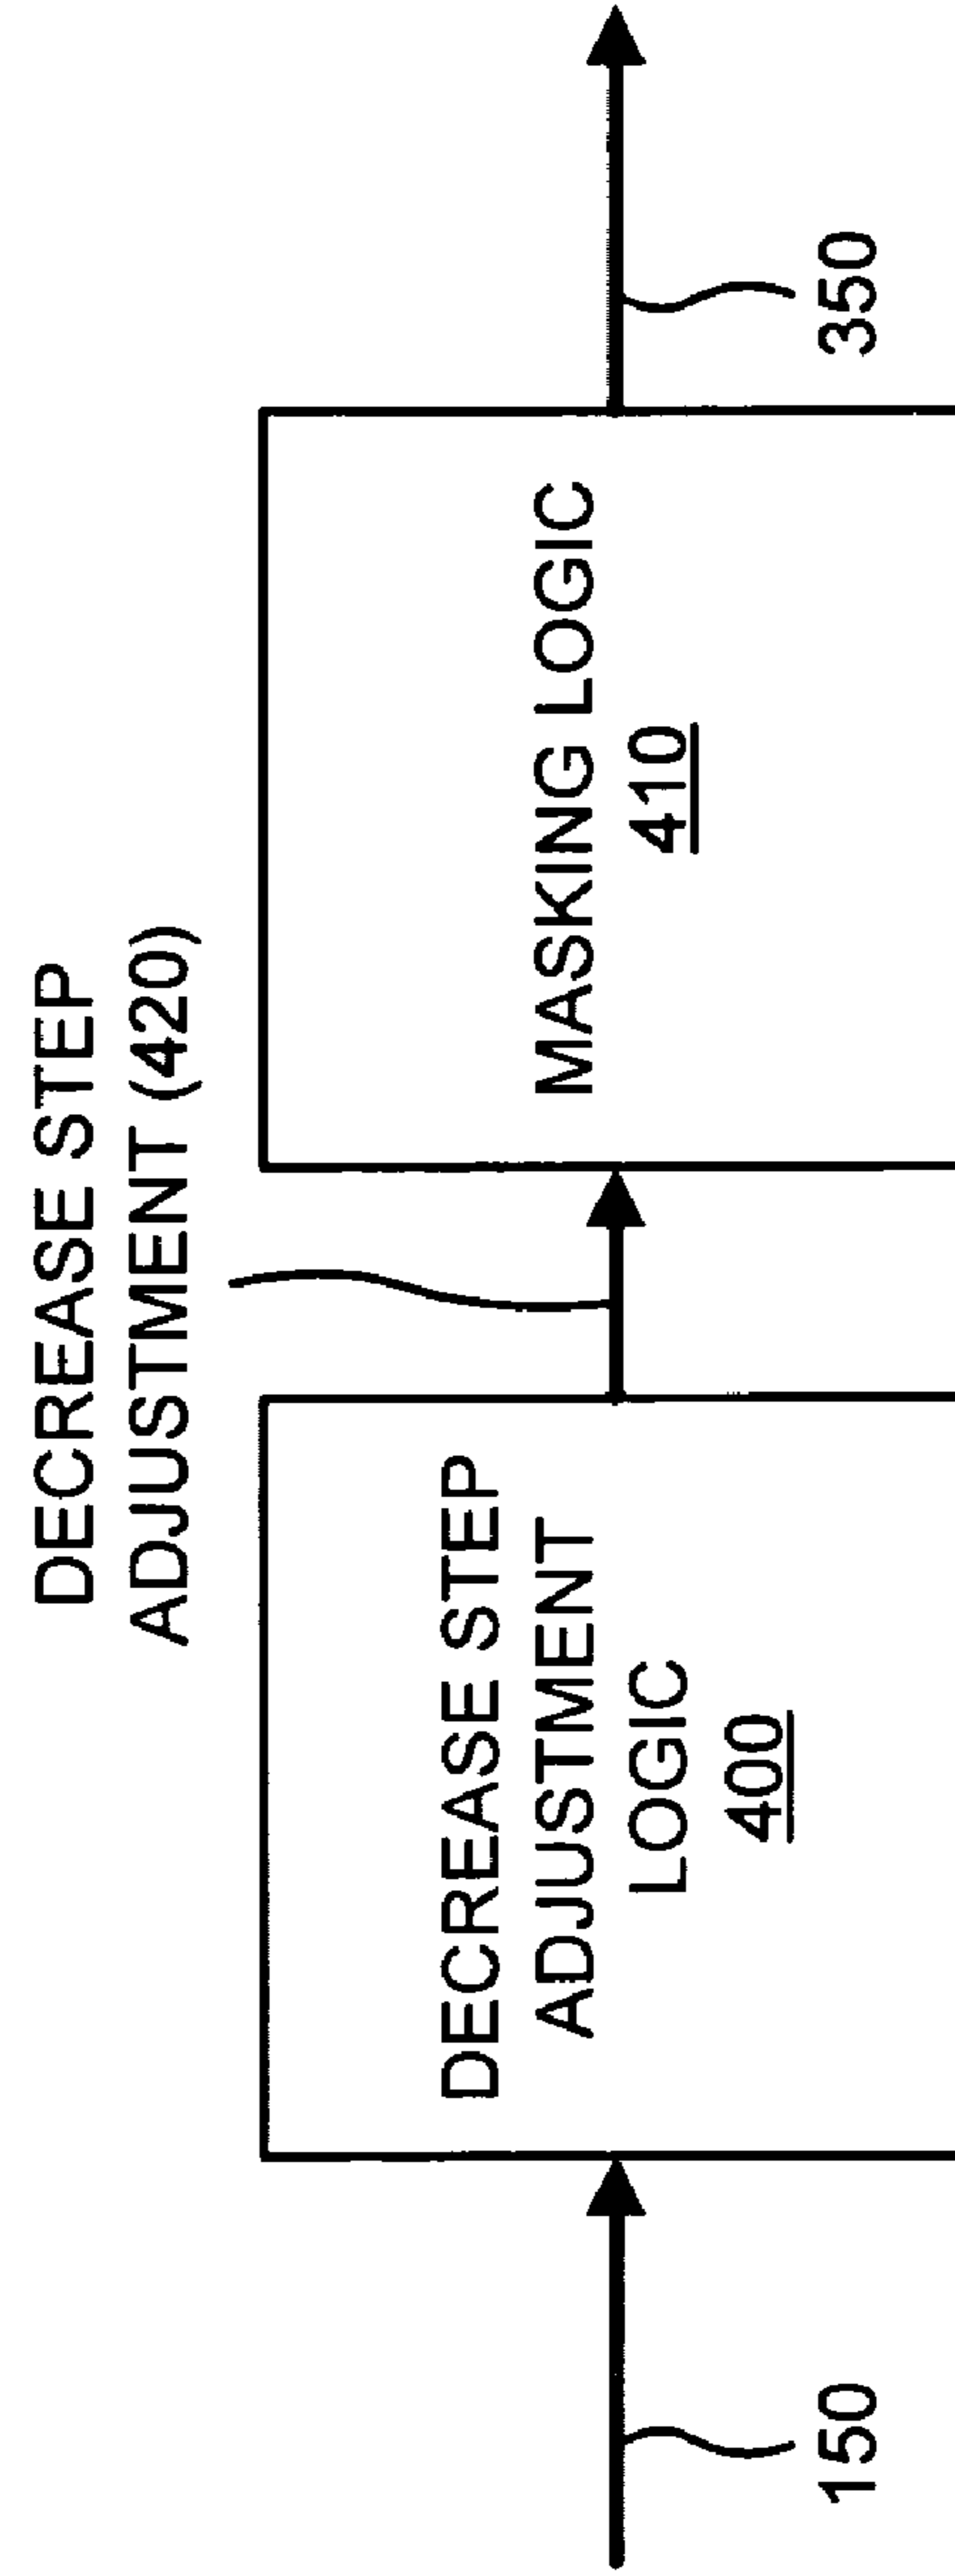 DECREASE STEP
ADJUSTMENT (420)
DECREASE STEP
ADJUSTMENT
LOGIC
400
MASKING LOGIC
410
150
350